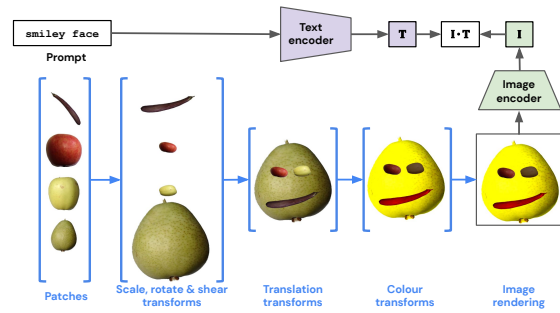 smiley face
Prompt
Text
encoder
T
I·T
I
Image
encoder
Patches
Scale, rotate & shear
transforms
Translation
transforms
Colour
transforms
Image
rendering